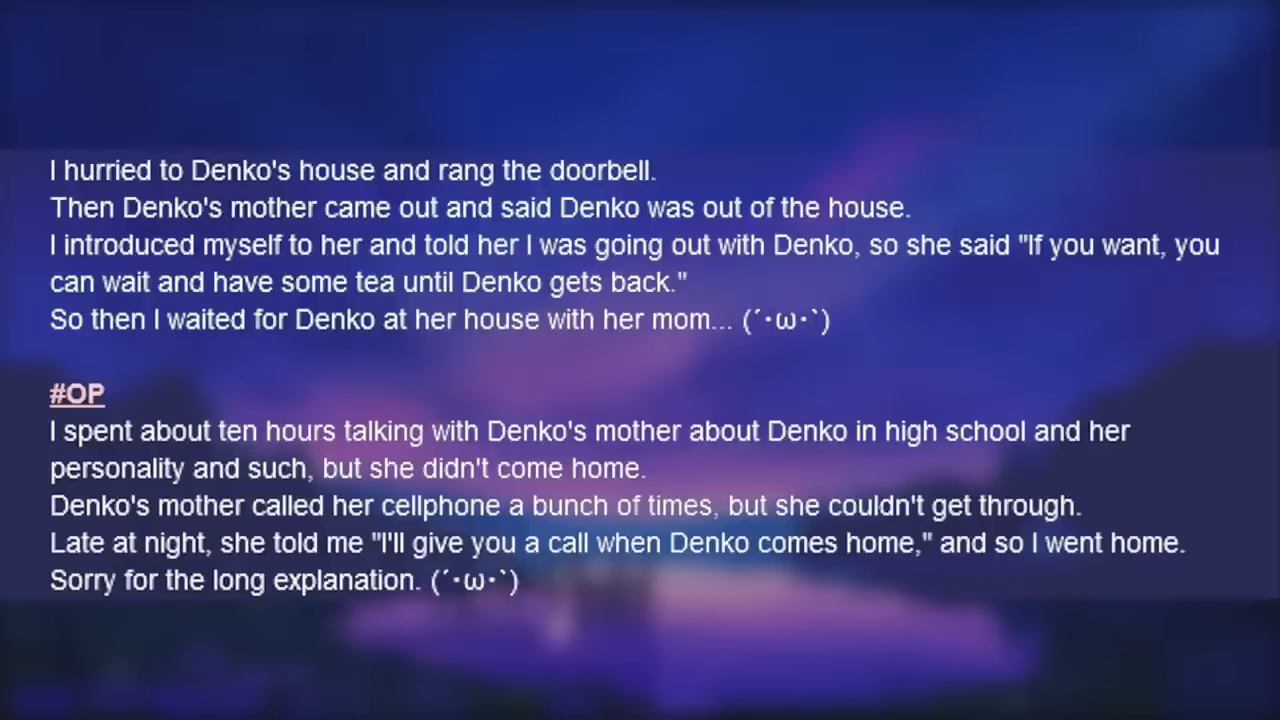 I hurried to Denko's house and rang the doorbell.
Then Denko's mother came out and said Denko was out of the house.
I introduced myself to her and told her I was going out with Denko, so she said "If you want, you
can wait and have some tea until Denko gets back."
So then I waited for Denko at her house with her mom... (´･ω･`)
#OP
I spent about ten hours talking with Denko's mother about Denko in high school and her
personality and such, but she didn't come home.
Denko's mother called her cellphone a bunch of times, but she couldn't get through.
Late at night, she told me "I'll give you a call when Denko comes home," and so I went home.
Sorry for the long explanation. (´･ω･`)